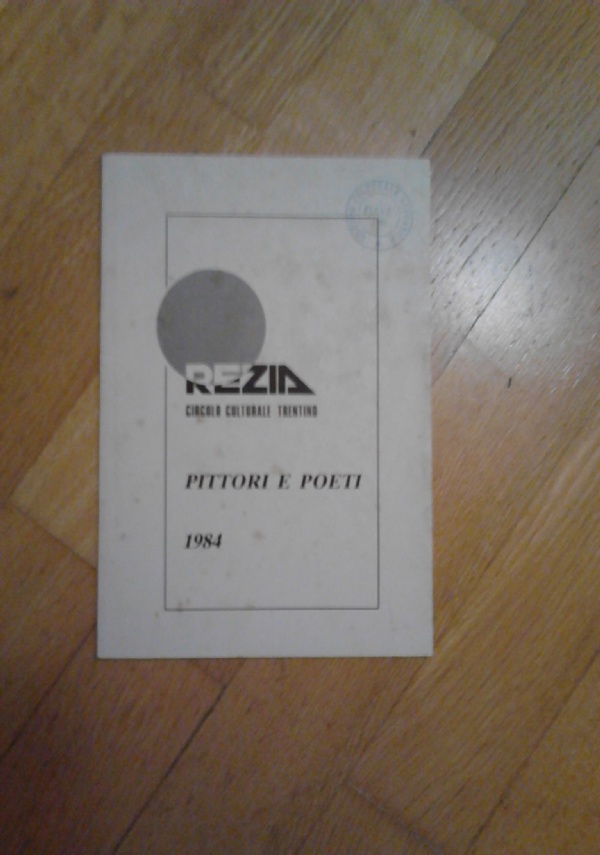 REZIA
CIRCOLO CULTURALE TRENTINO
PITTORI E POETI
1984